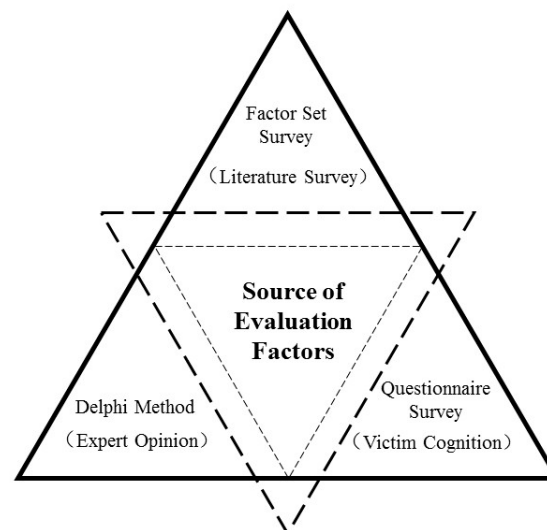 Factor Set
Survey
（Literature Survey）
Source of
Evaluation
Factors
Delphi Method
（Expert Opinion）
Questionnaire
Survey
（Victim Cognition）